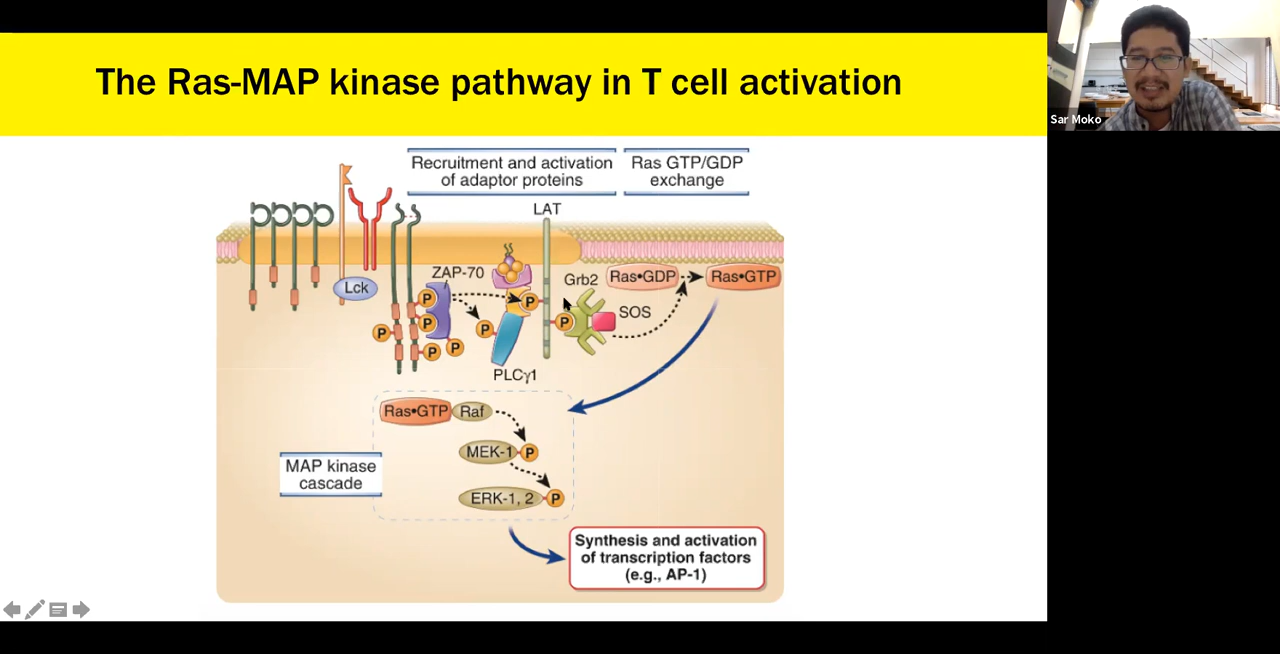 The Ras-MAP kinase pathway in T cell activation
Sar Moko
Recruitment and activation
of adaptor proteins
Ras GTP/GDP
exchange
LAT
ZAP-70
Grb2
Ras•GDP
Ras•GTP
Lck
P
P
P
P
P
P
P
P
SOS
PLCγ1
Ras•GTP
Raf
MEK-1
P
ERK-1, 2
P
MAP kinase
cascade
Synthesis and activation
of transcription factors
(e.g., AP-1)